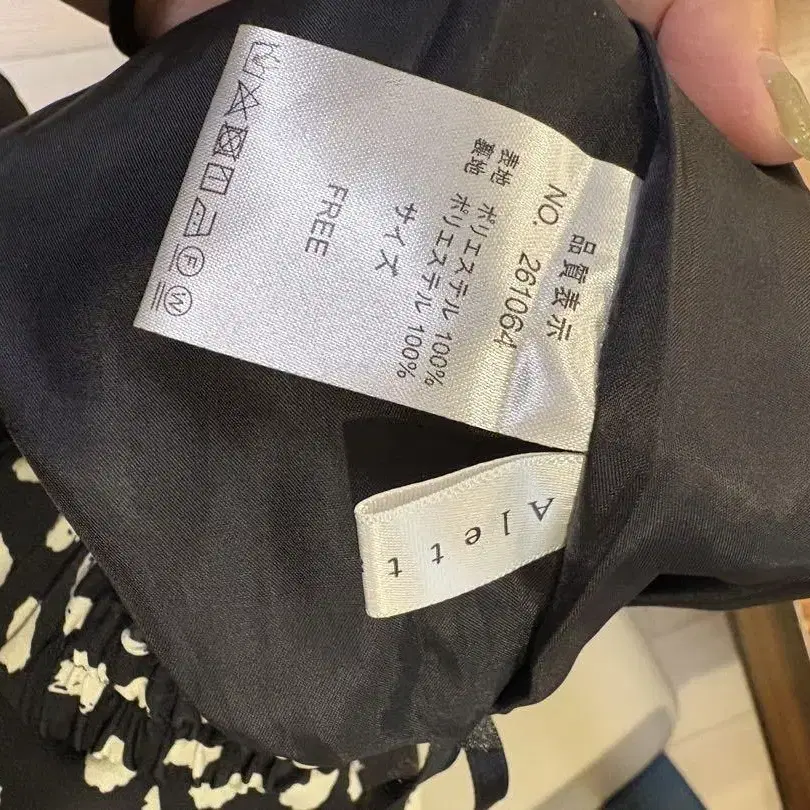 品質表示
NO. 261064
表地 ポリエステル 100%
裏地 ポリエステル 100%
サイズ
FREE
F W
Alett